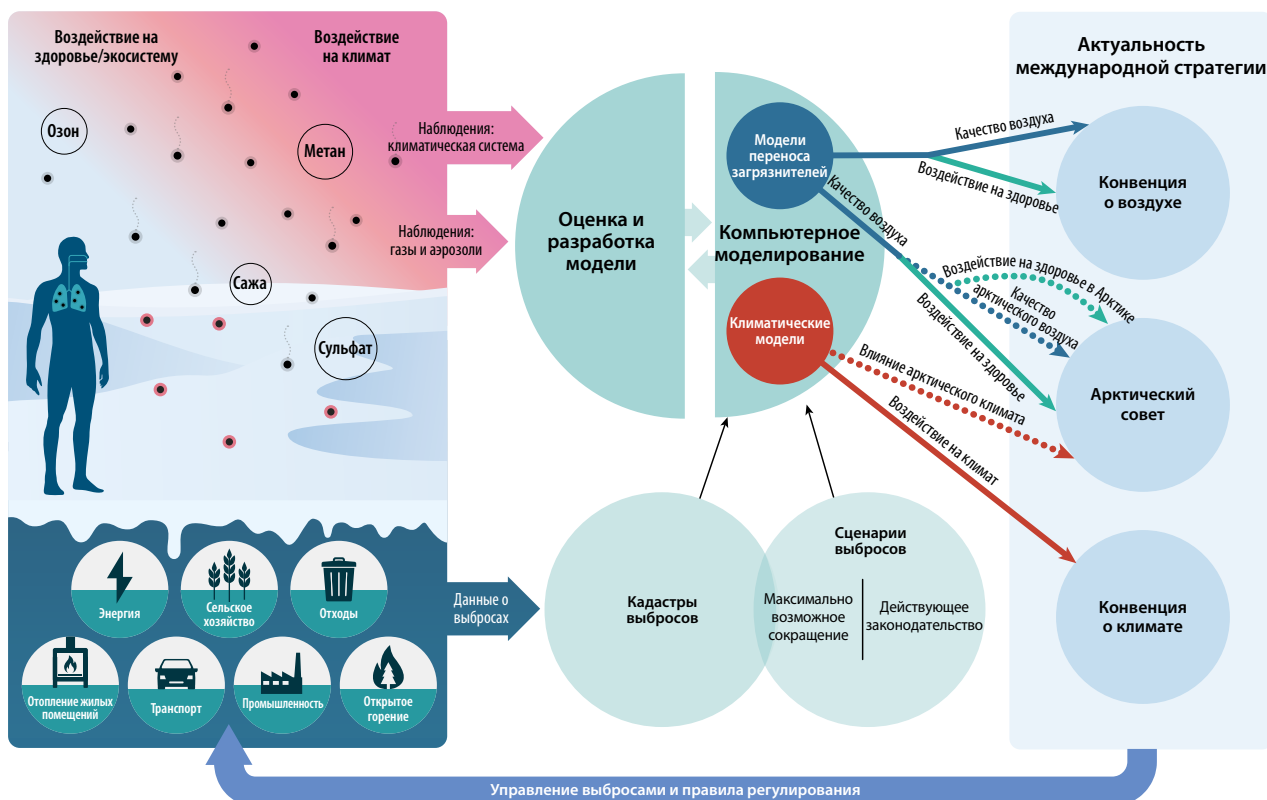 Воздействие на
здоровье/экосистему
Воздействие
на климат
Озон
Метан
Сажа
Сульфат
Наблюдения:
климатическая система
Наблюдения:
газы и аэрозоли
Оценка и
разработка
модели
Модели
переноса
загрязнителей
Компьютерное
моделирование
Климатические
модели
Актуальность
международной стратегии
Качество воздуха
Воздействие на здоровье
Конвенция
о воздухе
Качество воздуха
Воздействие на здоровье в Арктике
Качество
арктического воздуха
Воздействие на здоровье
Влияние арктического климата
Воздействие на климат
Арктический
совет
Конвенция
о климате
Энергия
Сельское
хозяйство
Отходы
Отопление жилых
помещений
Транспорт
Промышленность
Открытое
горение
Данные о
выбросах
Кадастры
выбросов
Сценарии
выбросов
Максимально
возможное
сокращение
Действующее
законодательство
Управление выбросами и правила регулирования